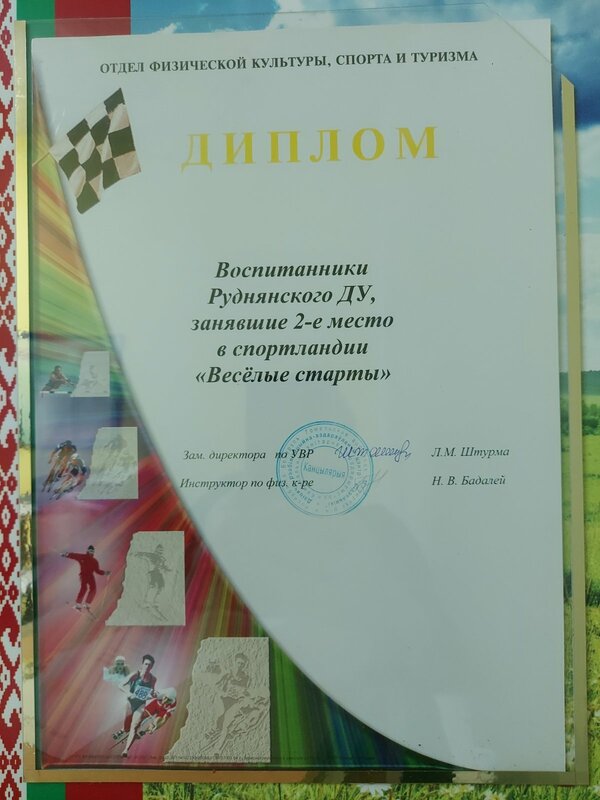 ОТДЕЛ ФИЗИЧЕСКОЙ КУЛЬТУРЫ, СПОРТА И ТУРИЗМА
ДИПЛОМ
Воспитанники
Руднянского ДУ,
занявшие 2-е место
в спортландии
«Весёлые старты»
Зам. директора по УВР Л.М. Штурма
Инструктор по физ. к-ре Н. В. Бадалей
Канцылярыя